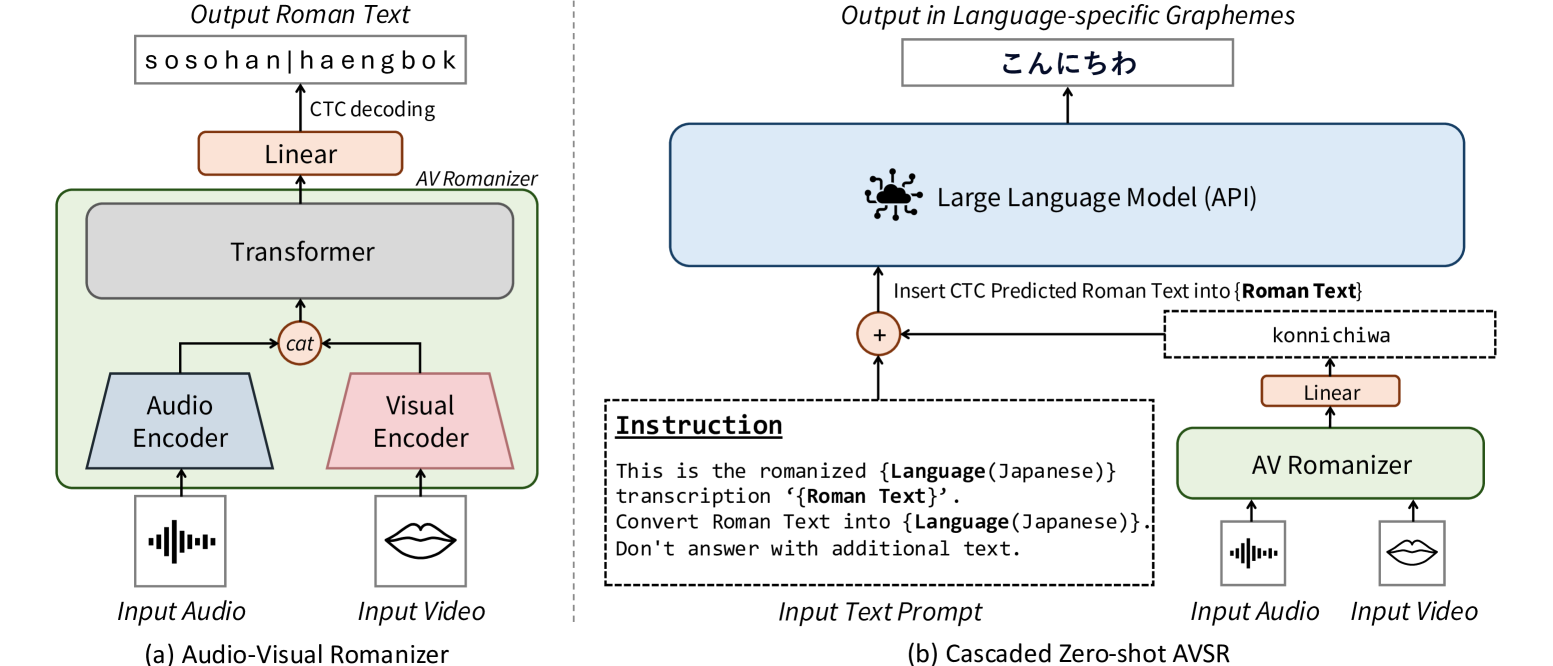 Output Roman Text
sosohan|haengbok
CTC decoding
Linear
AV Romanizer
Transformer
cat
Audio
Encoder
Visual
Encoder
Input Audio
Input Video
(a) Audio-Visual Romanizer
Output in Language-specific Graphemes
こんにちわ
Large Language Model (API)
Insert CTC Predicted Roman Text into {Roman Text}
+
konnichiwa
Linear
AV Romanizer
Instruction
This is the romanized {Language(Japanese)}
transcription ‘{Roman Text}’.
Convert Roman Text into {Language(Japanese)}.
Don't answer with additional text.
Input Text Prompt
Input Audio
Input Video
(b) Cascaded Zero-shot AVSR